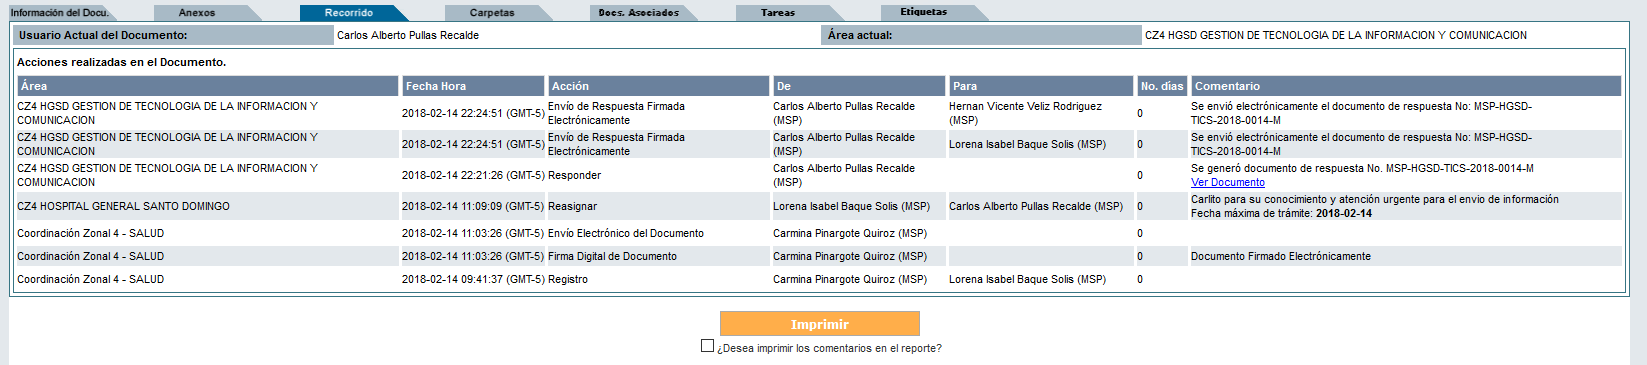 Información del Docu. Anexos Recorrido Carpetas Docs. Asociados Tareas Etiquetas
Usuario Actual del Documento: Carlos Alberto Pullas Recalde Área actual: CZ4 HGSD GESTION DE TECNOLOGIA DE LA INFORMACION Y COMUNICACION
Acciones realizadas en el Documento.
Área Fecha Hora Acción De Para No. días Comentario
CZ4 HGSD GESTION DE TECNOLOGIA DE LA INFORMACION Y
COMUNICACION
2018-02-14 22:24:51 (GMT-5)
Envío de Respuesta Firmada
Electrónicamente
Carlos Alberto Pullas Recalde
(MSP)
Hernan Vicente Veliz Rodriguez
(MSP)
0
Se envió electrónicamente el documento de respuesta No: MSP-HGSD-
TICS-2018-0014-M
CZ4 HGSD GESTION DE TECNOLOGIA DE LA INFORMACION Y
COMUNICACION
2018-02-14 22:24:51 (GMT-5)
Envío de Respuesta Firmada
Electrónicamente
Carlos Alberto Pullas Recalde
(MSP)
Lorena Isabel Baque Solis (MSP)
0
Se envió electrónicamente el documento de respuesta No: MSP-HGSD-
TICS-2018-0014-M
CZ4 HGSD GESTION DE TECNOLOGIA DE LA INFORMACION Y
COMUNICACION
2018-02-14 22:21:26 (GMT-5)
Responder
Carlos Alberto Pullas Recalde
(MSP)
0
Se generó documento de respuesta No. MSP-HGSD-TICS-2018-0014-M
Ver Documento
CZ4 HOSPITAL GENERAL SANTO DOMINGO
2018-02-14 11:09:09 (GMT-5)
Reasignar
Lorena Isabel Baque Solis (MSP)
Carlos Alberto Pullas Recalde (MSP)
0
Carlito para su conocimiento y atención urgente para el envio de información
Fecha máxima de trámite: 2018-02-14
Coordinación Zonal 4 - SALUD 2018-02-14 11:03:26 (GMT-5) Envío Electrónico del Documento Carmina Pinargote Quiroz (MSP) 0
Coordinación Zonal 4 - SALUD 2018-02-14 11:03:26 (GMT-5) Firma Digital de Documento Carmina Pinargote Quiroz (MSP) 0 Documento Firmado Electrónicamente
Coordinación Zonal 4 - SALUD 2018-02-14 09:41:37 (GMT-5) Registro Carmina Pinargote Quiroz (MSP) Lorena Isabel Baque Solis (MSP) 0
Imprimir
¿Desea imprimir los comentarios en el reporte?